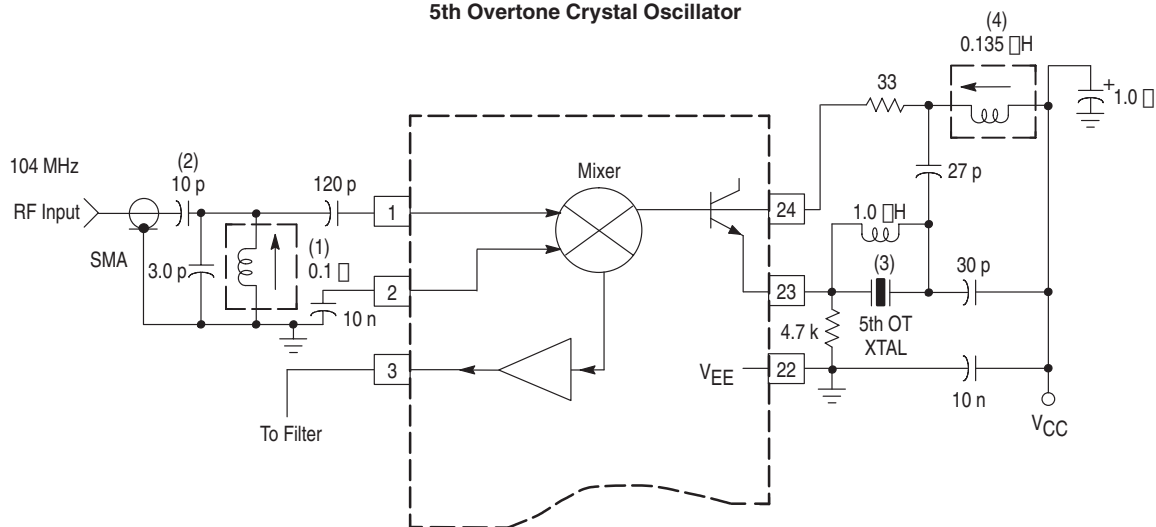 5th Overtone Crystal Oscillator
(4)
0.135 □H
33
+
1.0 □
104 MHz
(2)
10 p
120 p
Mixer
27 p
RF Input
1
24
1.0 □H
SMA
3.0 p
(1)
0.1 □
(3)
30 p
2
23
10 n
4.7 k
5th OT
XTAL
3
VEE
22
10 n
To Filter
VCC